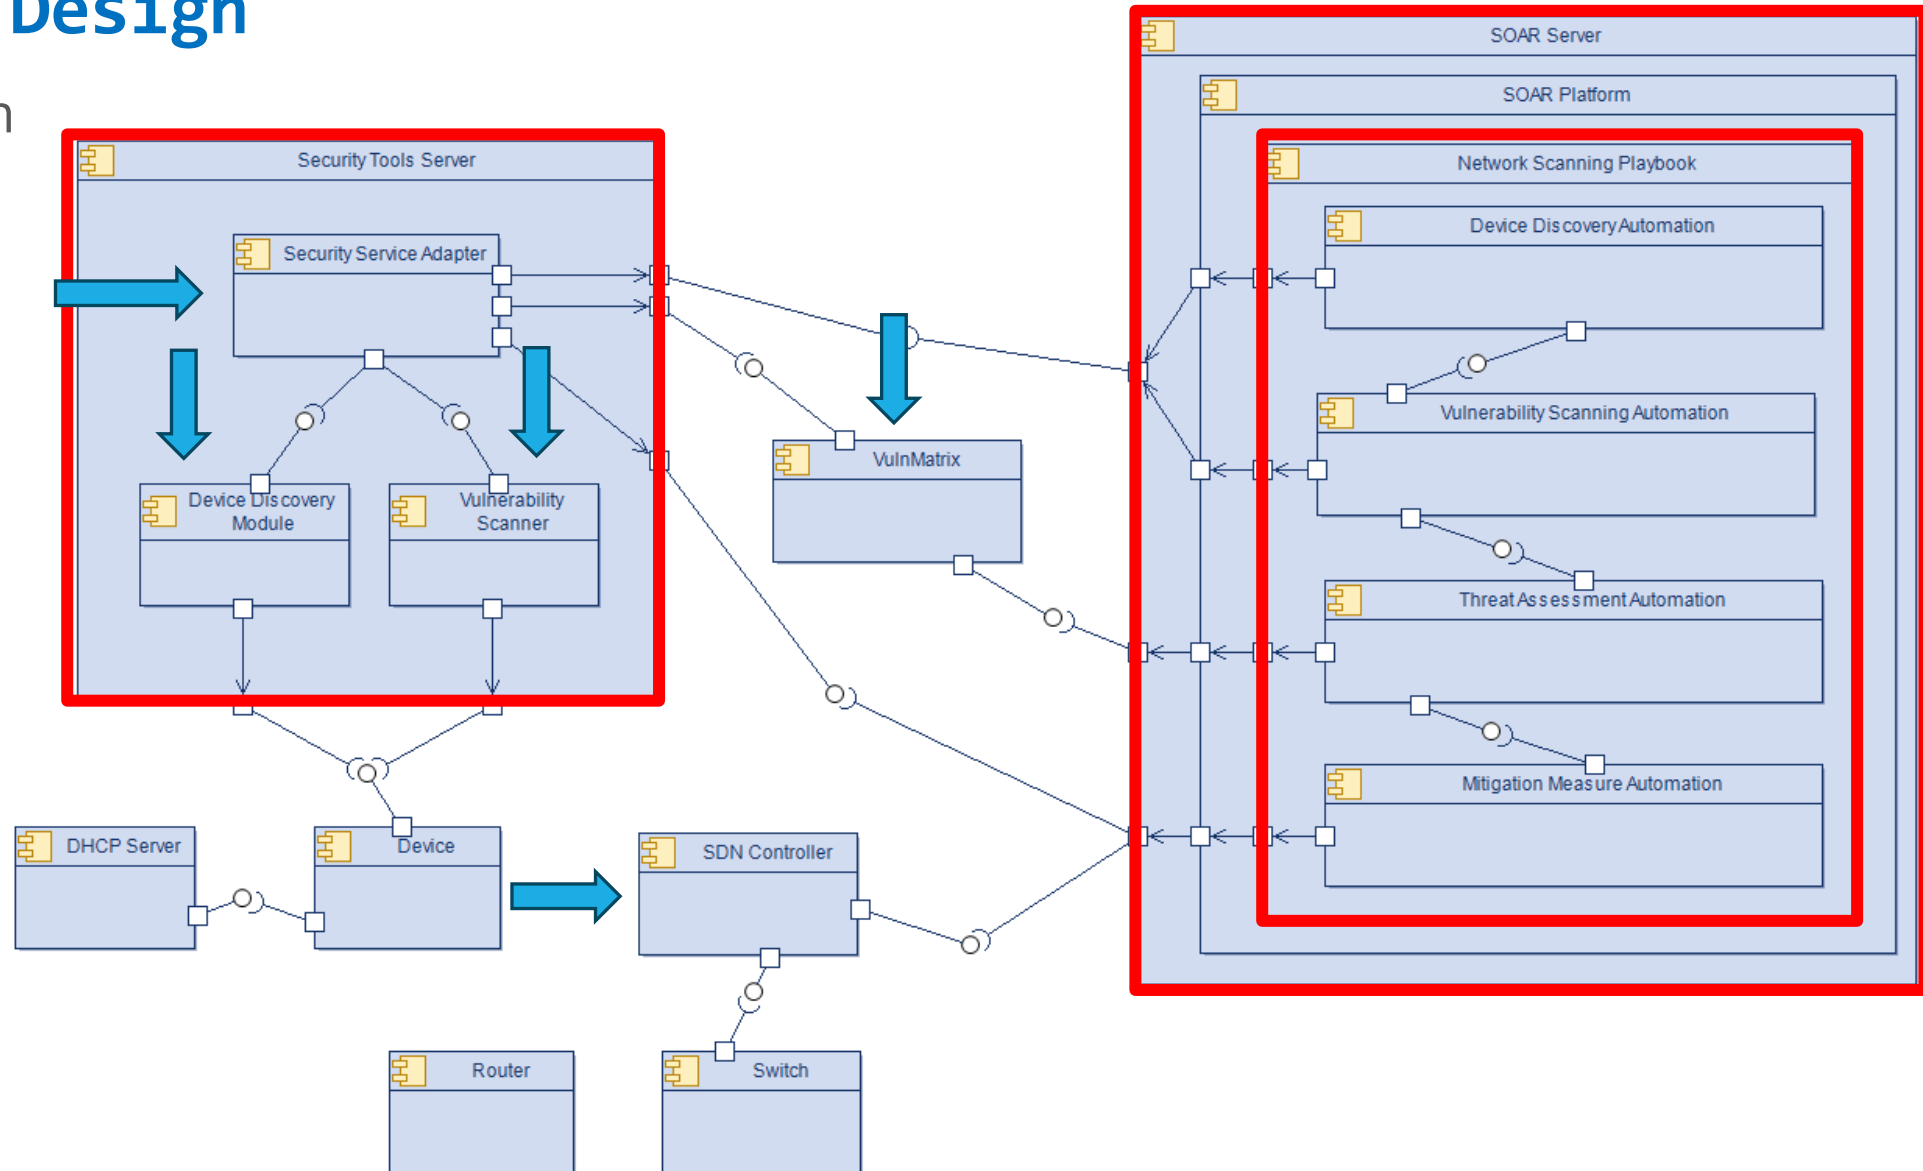 Design
n
SOAR Server
SOAR Platform
Security Tools Server
Network Scanning Playbook
Device Discovery Automation
Security Service Adapter
Vulnerability Scanning Automation
VulnMatrix
Device Discovery
Module
Vulnerability
Scanner
Threat Assessment Automation
Mitigation Measure Automation
DHCP Server
Device
SDN Controller
Router
Switch